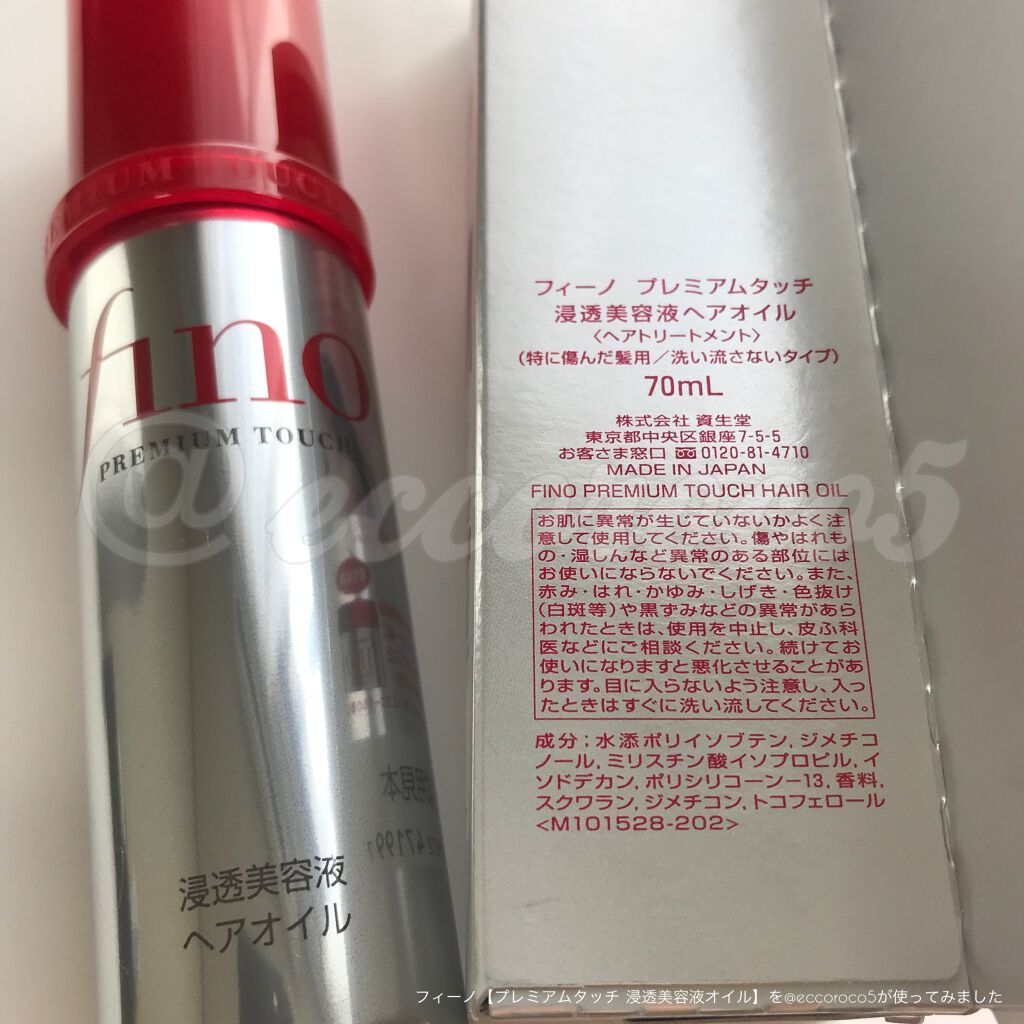 PREMIUM TOUCH
fino
PREMIUM TOUCH
浸透美容液
ヘアオイル
フィーノ プレミアムタッチ
浸透美容液ヘアオイル
〈ヘアトリートメント〉
(特に傷んだ髪用/洗い流さないタイプ)
70mL
株式会社 資生堂
東京都中央区銀座7-5-5
お客さま窓口 0120-81-4710
MADE IN JAPAN
FINO PREMIUM TOUCH HAIR OIL
お肌に異常が生じていないかよく注
意して使用してください。傷やはれも
の・湿しんなど異常のある部位には
お使いにならないでください。また、
赤み・はれ・かゆみ・しげき・色抜け
(白斑等)や黒ずみなどの異常があら
われたときは、使用を中止し、皮ふ科
医などにご相談ください。続けてお
使いになりますと悪化させることがあ
ります。目に入らないよう注意し、入っ
たときはすぐに洗い流してください。
成分;水添ポリイソブテン,ジメチコ
ノール,ミリスチン酸イソプロピル,イ
ソドデカン,ポリシリコーン-13,香料,
スクワラン,ジメチコン,トコフェロール
<M101528-202>
@eccoroco5
フィーノ【プレミアムタッチ 浸透美容液オイル】を@eccoroco5が使ってみました